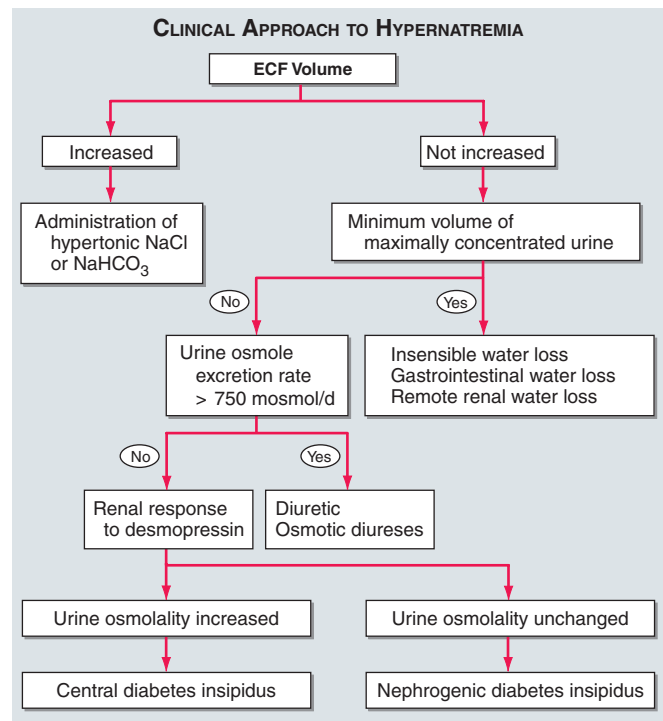 CLINICAL APPROACH TO HYPERNATREMIA
ECF Volume
Increased
Not increased
Administration of
hypertonic NaCl
or NaHCO₃
Minimum volume of
maximally concentrated urine
No
Yes
Urine osmole
excretion rate
> 750 mosmol/d
Insensible water loss
Gastrointestinal water loss
Remote renal water loss
No
Yes
Renal response
to desmopressin
Diuretic
Osmotic diureses
Urine osmolality increased
Urine osmolality unchanged
Central diabetes insipidus
Nephrogenic diabetes insipidus